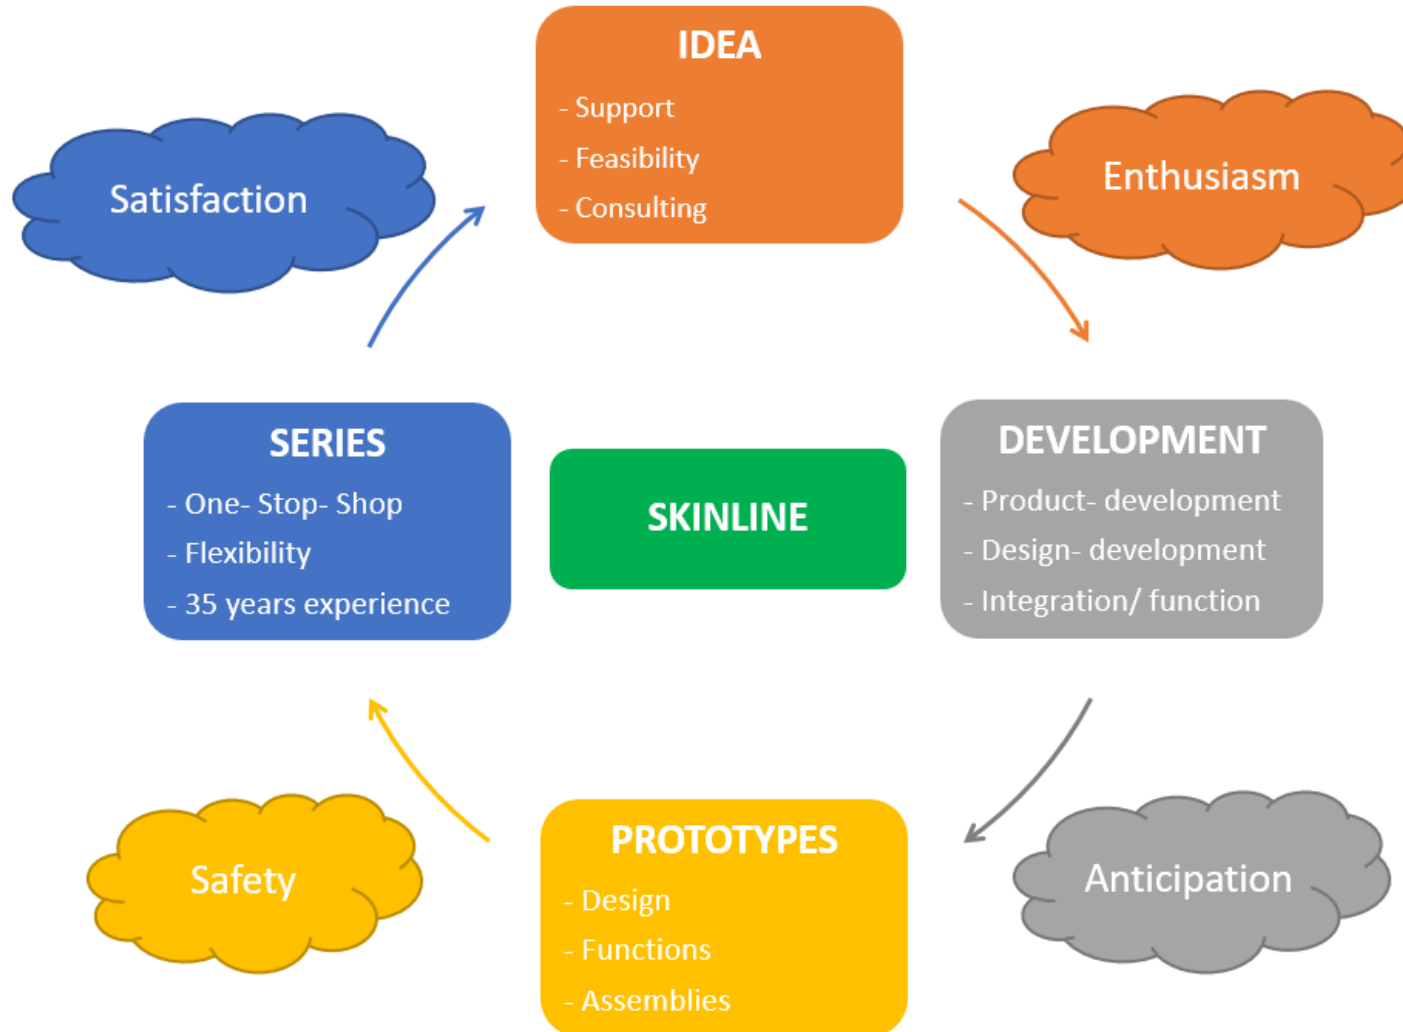 IDEA
- Support
- Feasibility
- Consulting
Satisfaction
Enthusiasm
SERIES
- One- Stop- Shop
- Flexibility
- 35 years experience
SKINLINE
DEVELOPMENT
- Product- development
- Design- development
- Integration/ function
PROTOTYPES
- Design
- Functions
- Assemblies
Safety
Anticipation